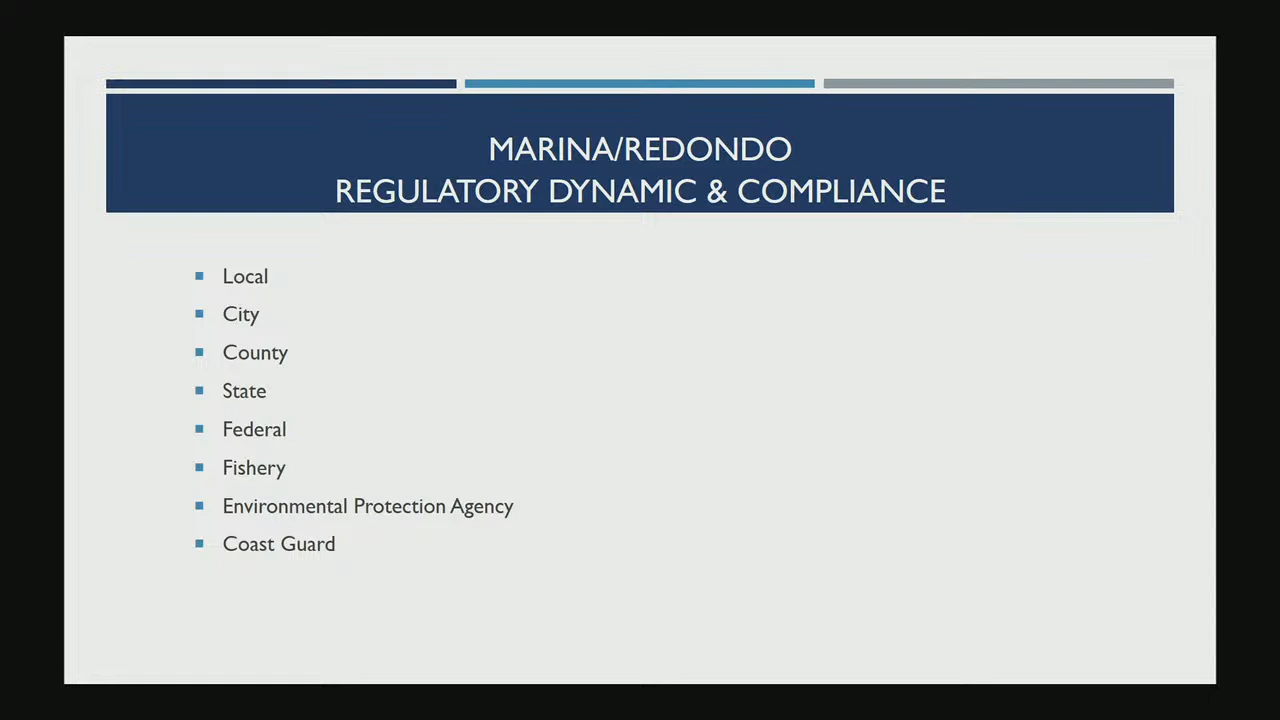 MARINA/REDONDO
REGULATORY DYNAMIC & COMPLIANCE
Local
City
County
State
Federal
Fishery
Environmental Protection Agency
Coast Guard